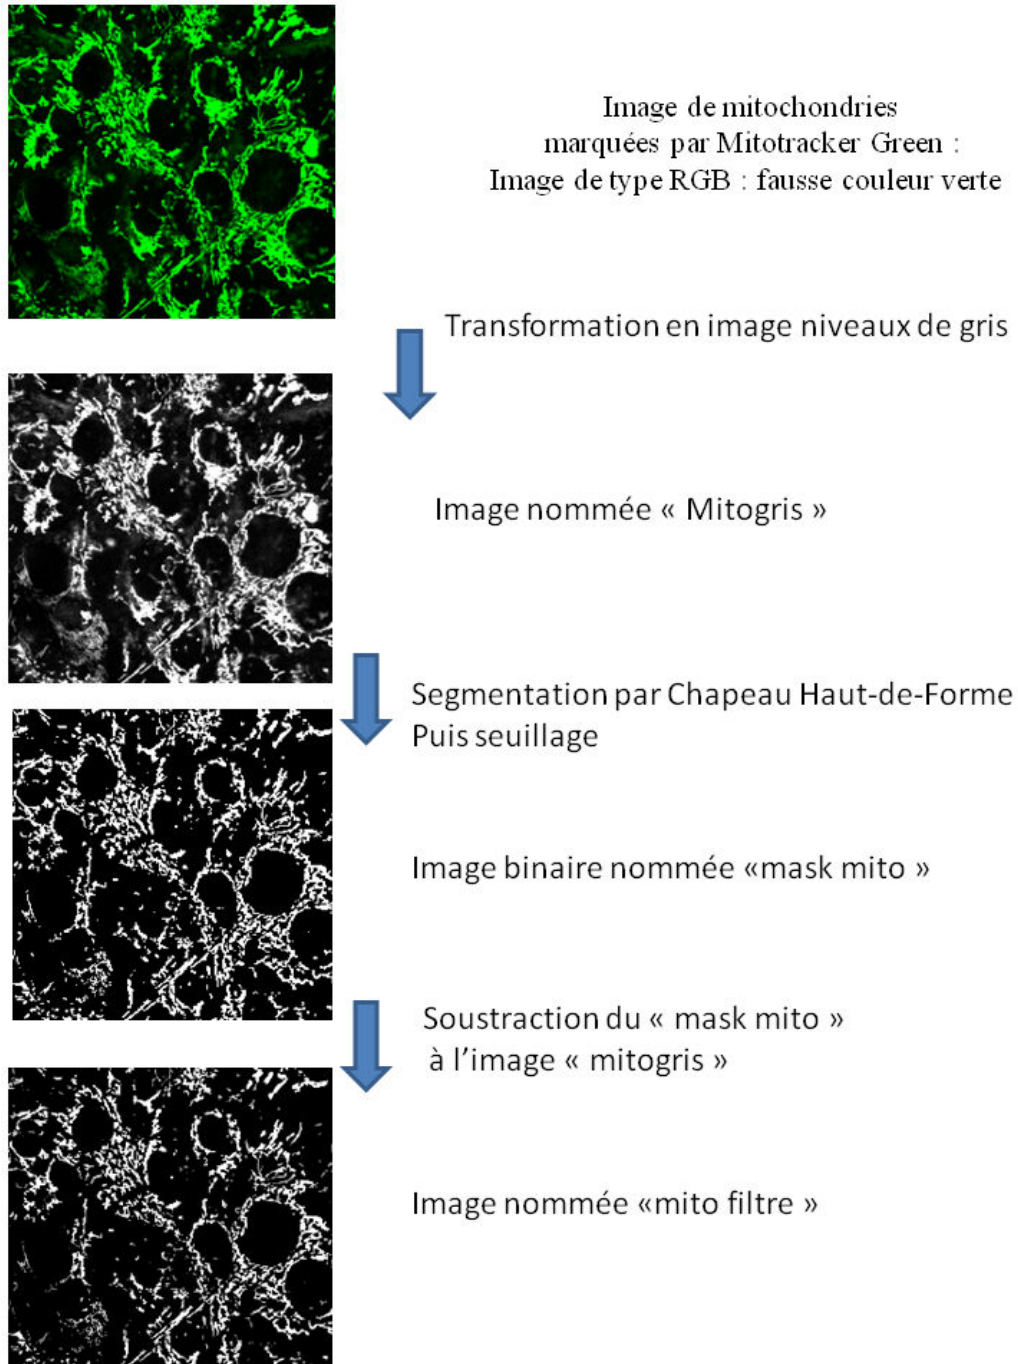 Image de mitochondries
marquées par Mitotracker Green :
Image de type RGB : fausse couleur verte
Transformation en image niveaux de gris
Image nommée « Mitogris »
Segmentation par Chapeau Haut-de-Forme
Puis seuillage
Image binaire nommée «mask mito »
Soustraction du « mask mito »
à l’image « mitogris »
Image nommée «mito filtre »